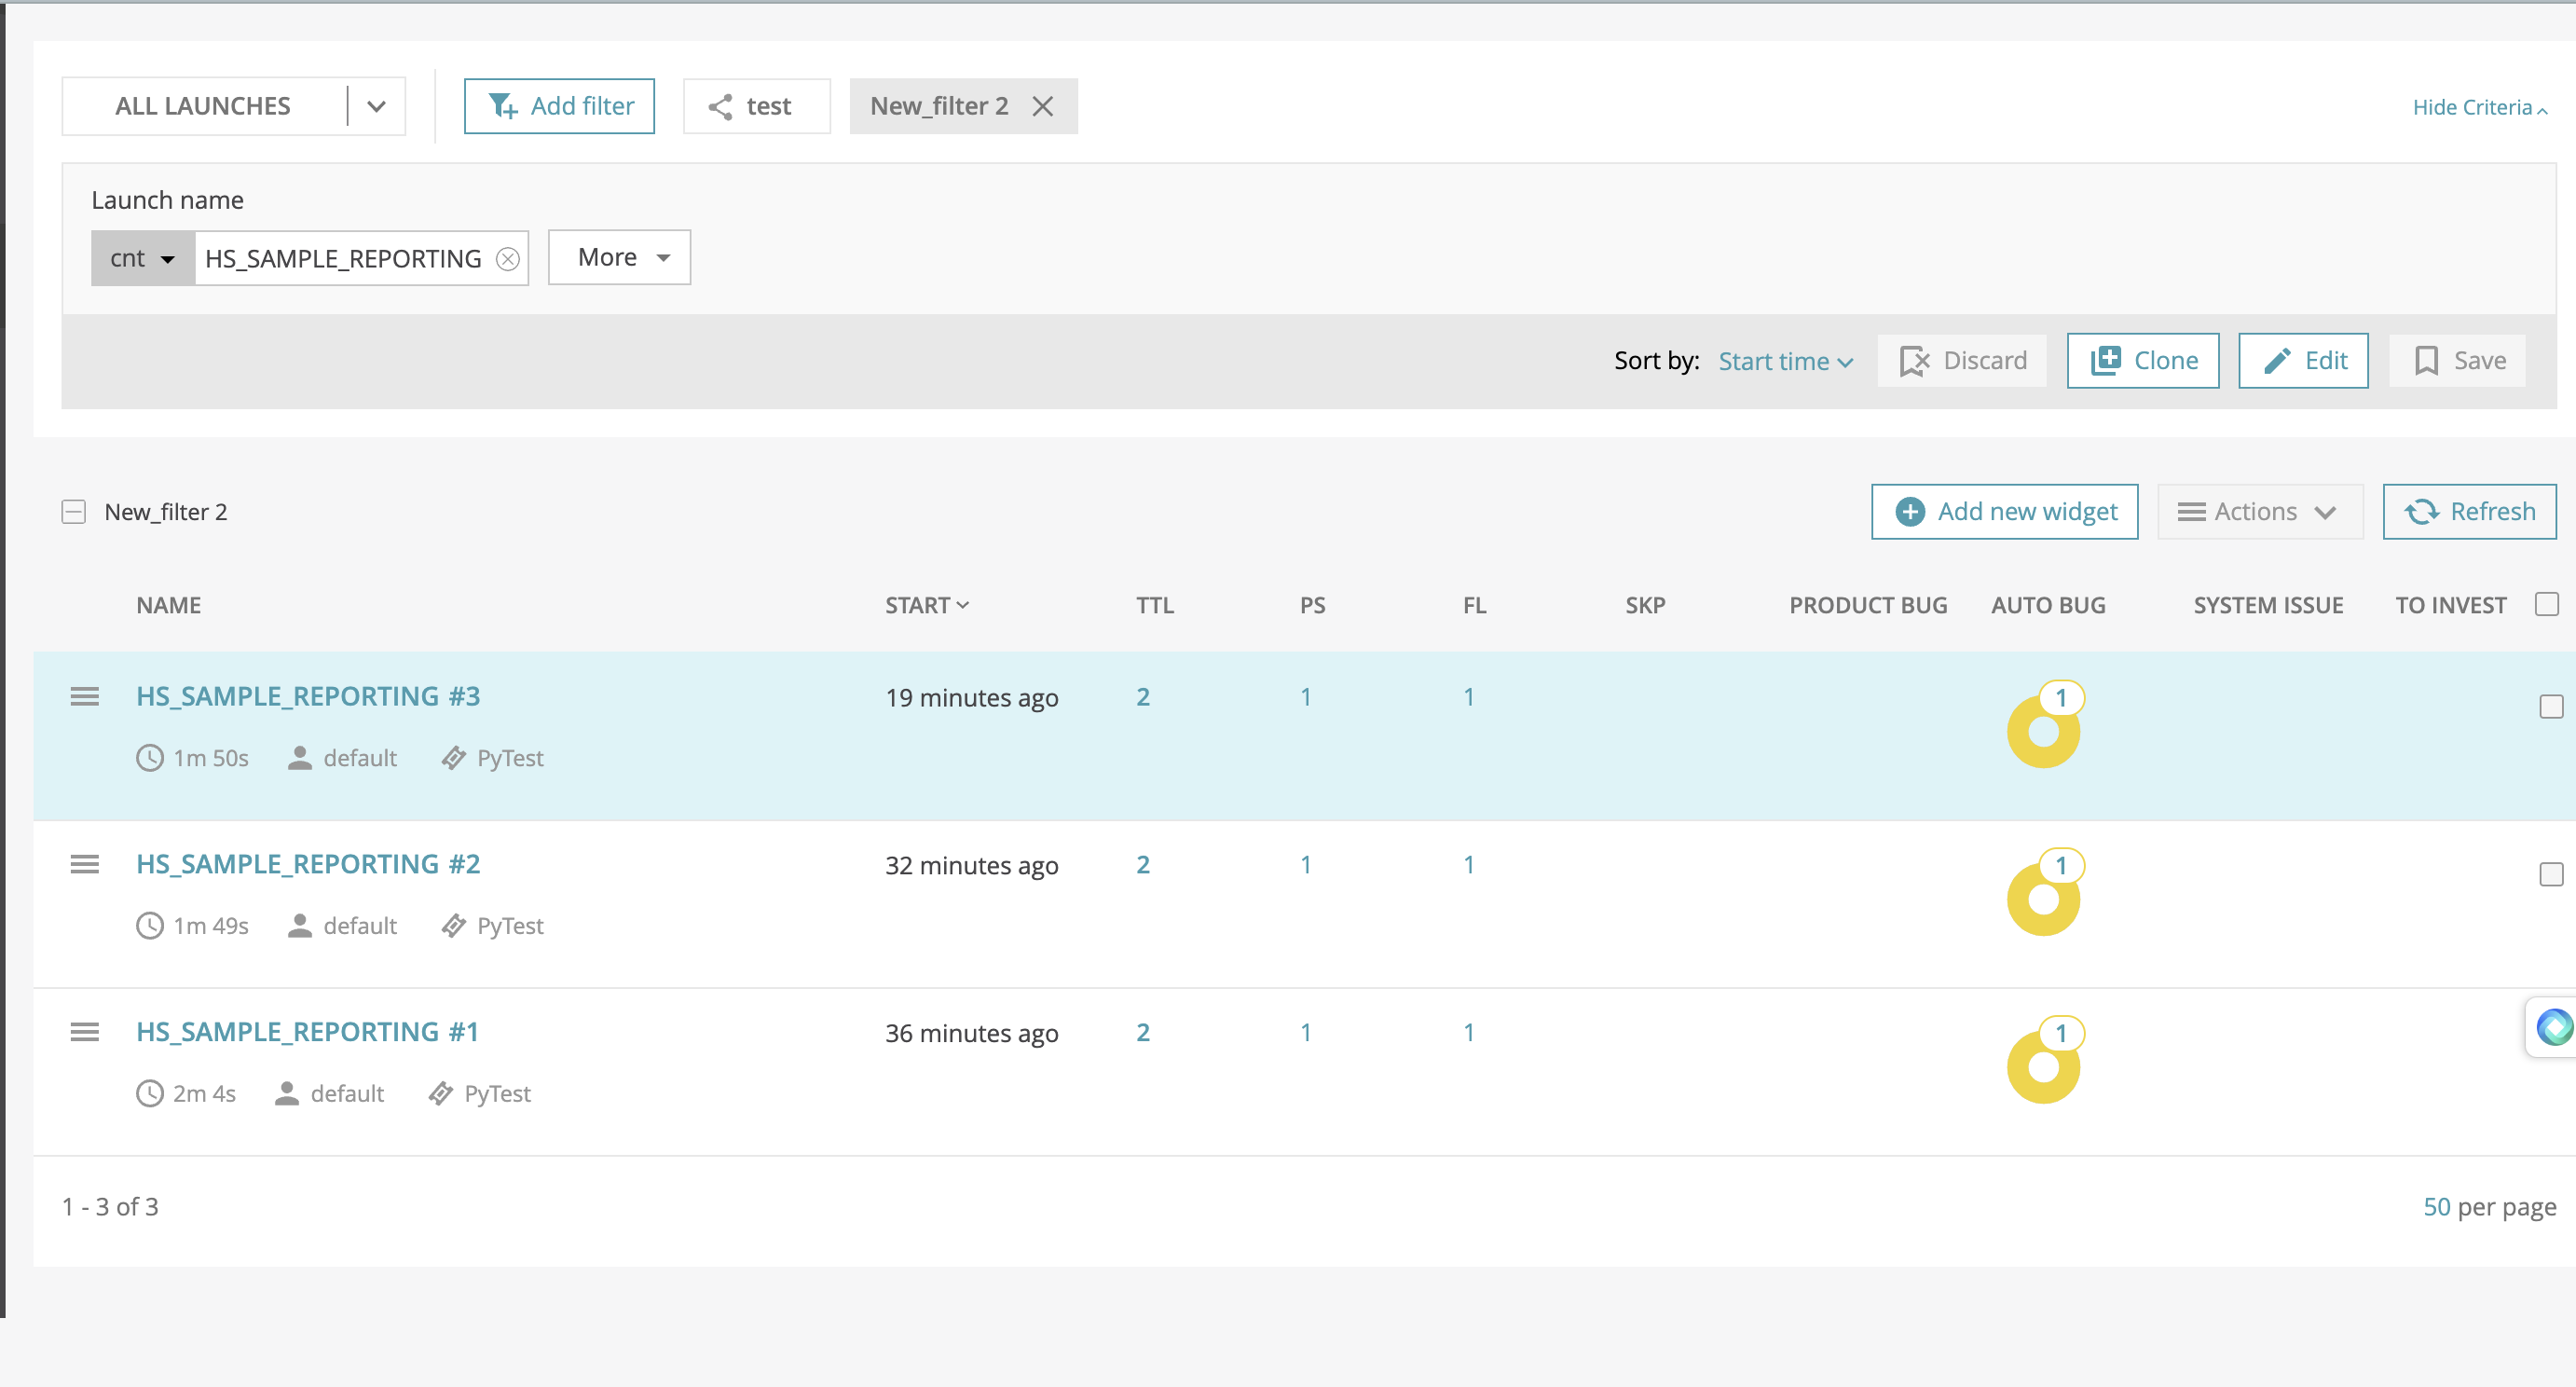 ALL LAUNCHES Add filter test New_filter 2 Hide Criteria
Launch name
cnt HS_SAMPLE_REPORTING More
Sort by: Start time Discard Clone Edit Save
New_filter 2 Add new widget Actions Refresh
NAME START TTL PS FL SKP PRODUCT BUG AUTO BUG SYSTEM ISSUE TO INVEST
HS_SAMPLE_REPORTING #3 19 minutes ago 2 1 1 1
1m 50s default PyTest
HS_SAMPLE_REPORTING #2 32 minutes ago 2 1 1 1
1m 49s default PyTest
HS_SAMPLE_REPORTING #1 36 minutes ago 2 1 1 1
2m 4s default PyTest
1 - 3 of 3 50 per page